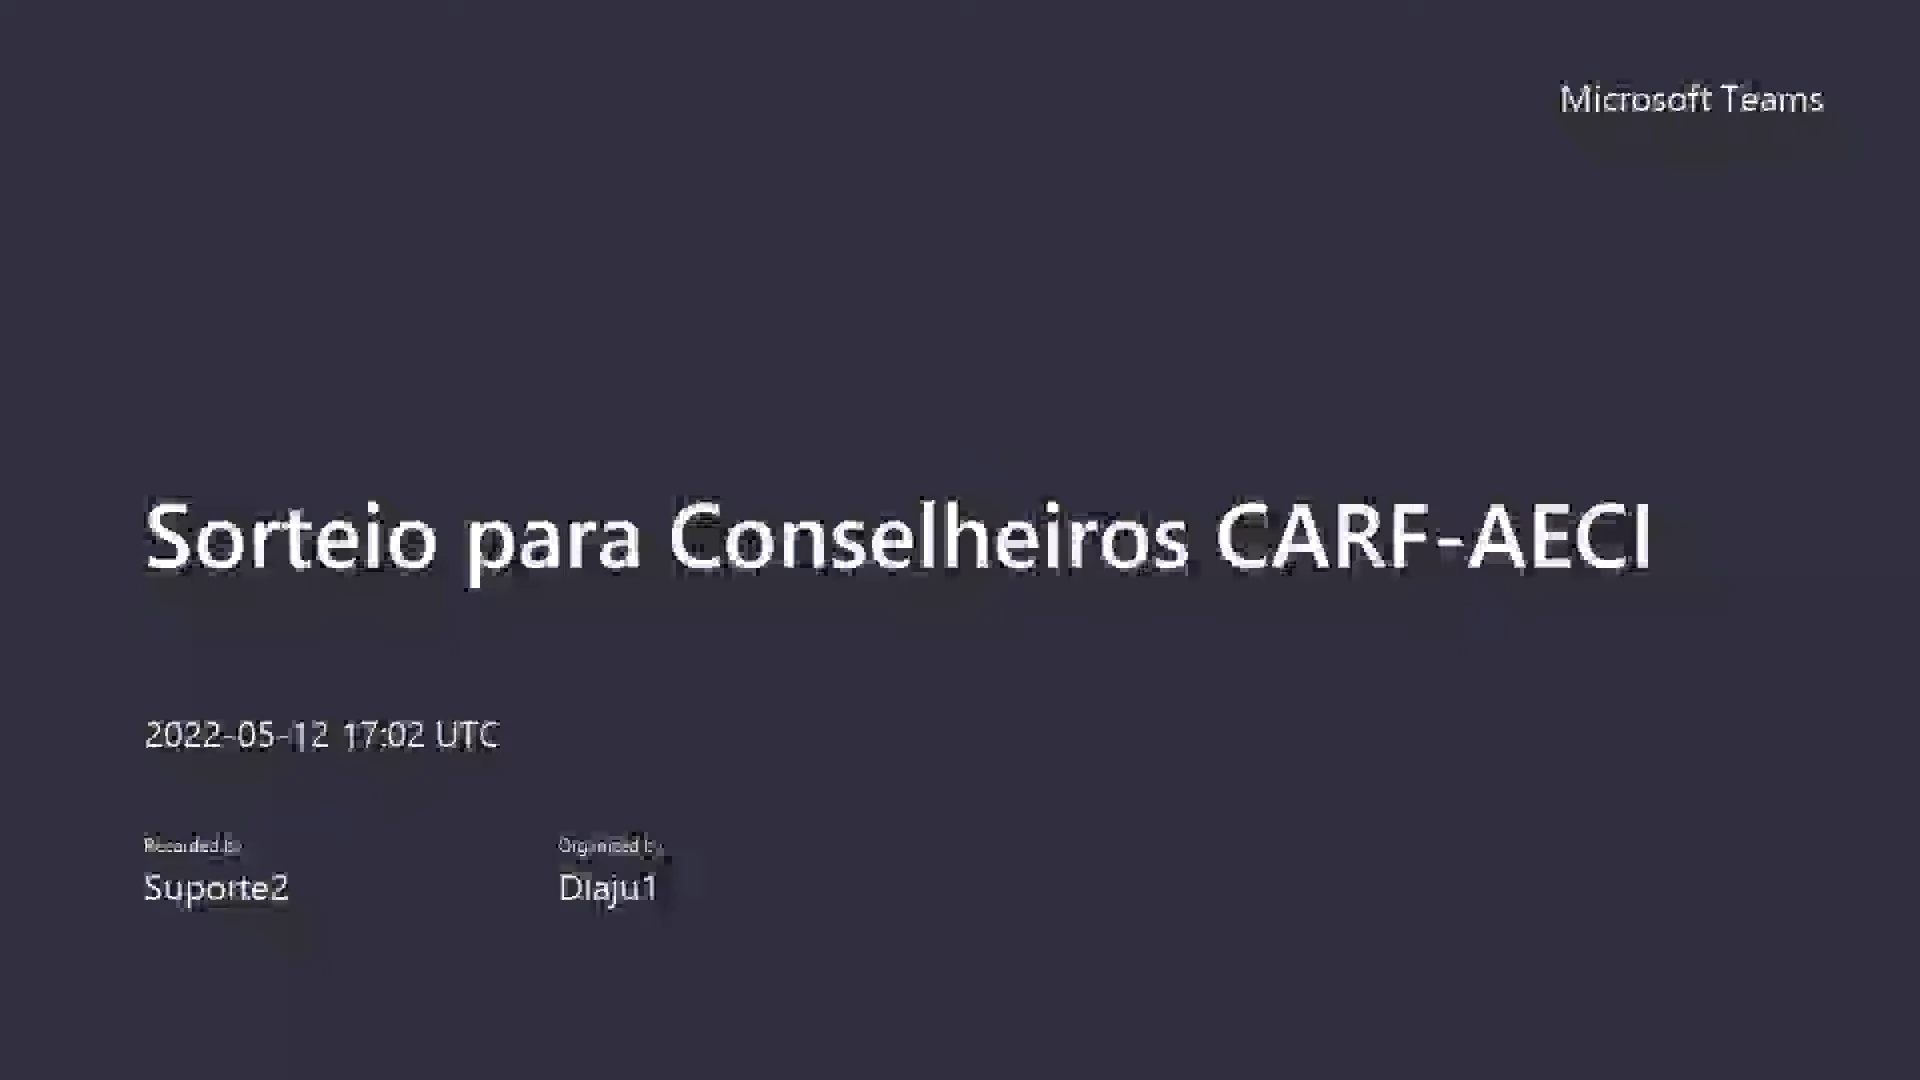 Microsoft Teams
Sorteio para Conselheiros CARF-AECI
2022-05-12 17:02 UTC
Recorded by
Organized by
Suporte2
Diaju1